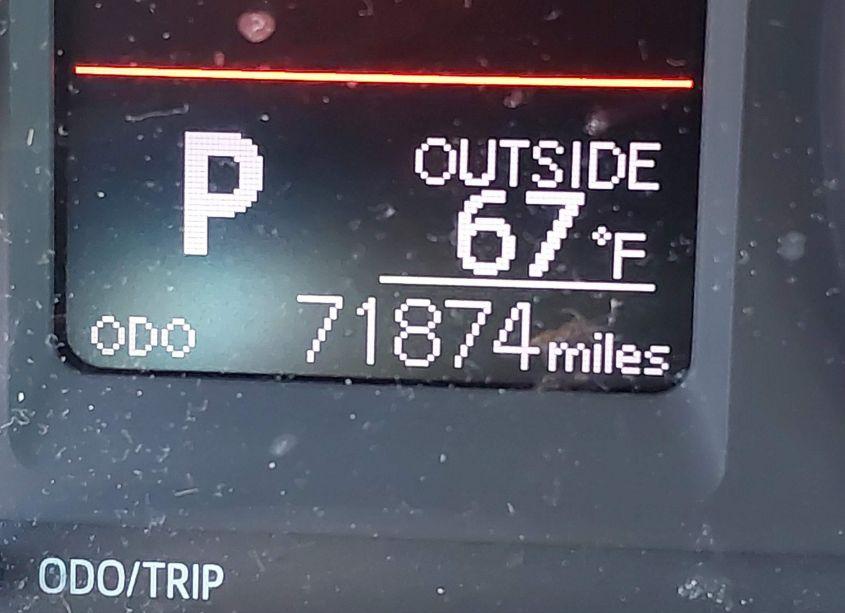 P
OUTSIDE
67 °F
ODO 71874 miles
ODO/TRIP